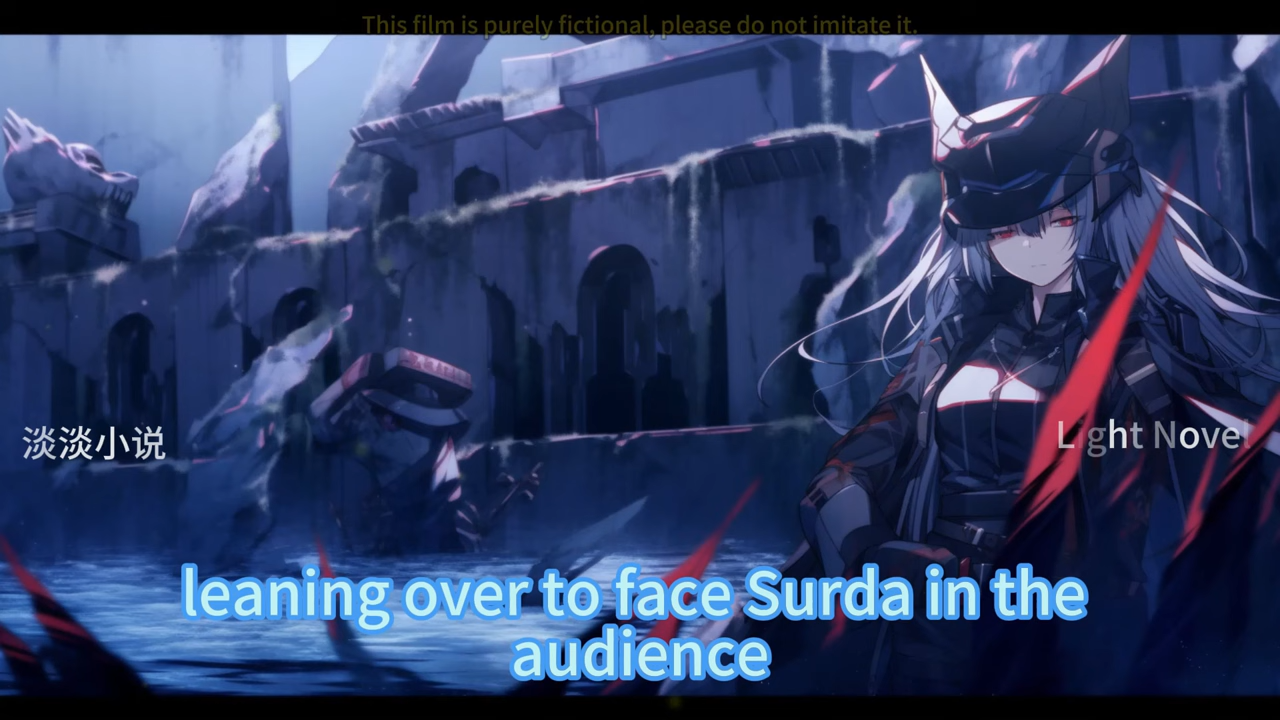 This film is purely fictional, please do not imitate it.
淡淡小说
Light Novel
leaning over to face Surda in the
audience